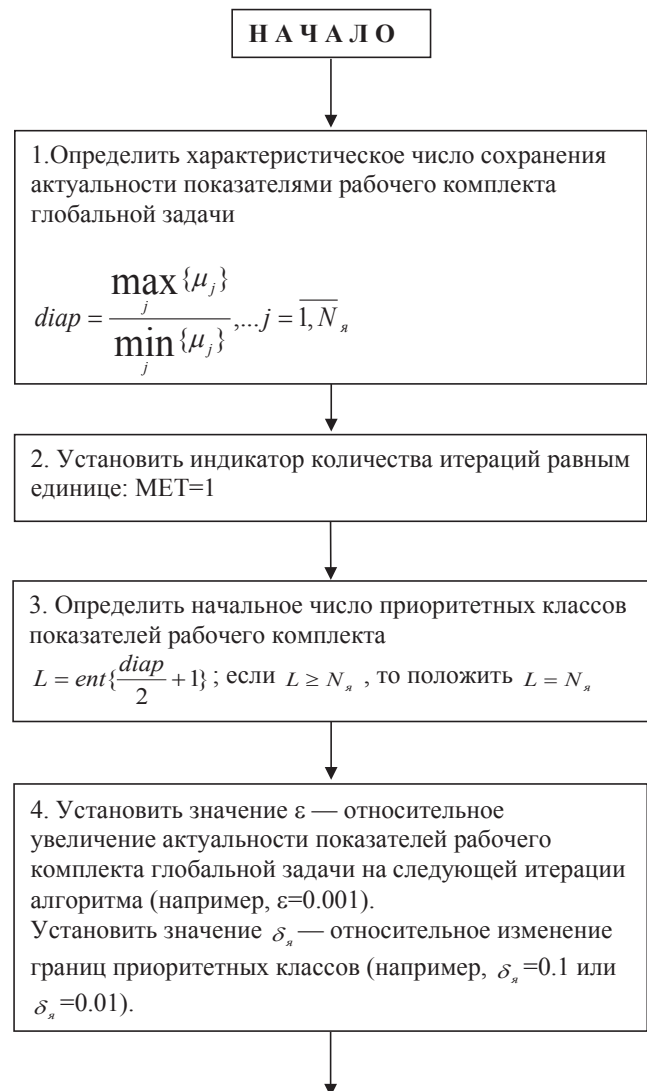 Н А Ч А Л О
1.Определить характеристическое число сохранения
актуальности показателями рабочего комплекта
глобальной задачи
diap = max_j {μ_j} / min_j {μ_j} ,...j = \overline{1, N}_я
2. Установить индикатор количества итераций равным
единице: МЕТ=1
3. Определить начальное число приоритетных классов
показателей рабочего комплекта
L = ent{diap/2 + 1} ; если L ≥ N_я , то положить L = N_я
4. Установить значение ε — относительное
увеличение актуальности показателей рабочего
комплекта глобальной задачи на следующей итерации
алгоритма (например, ε=0.001).
Установить значение δ_я — относительное изменение
границ приоритетных классов (например, δ_я =0.1 или
δ_я =0.01).